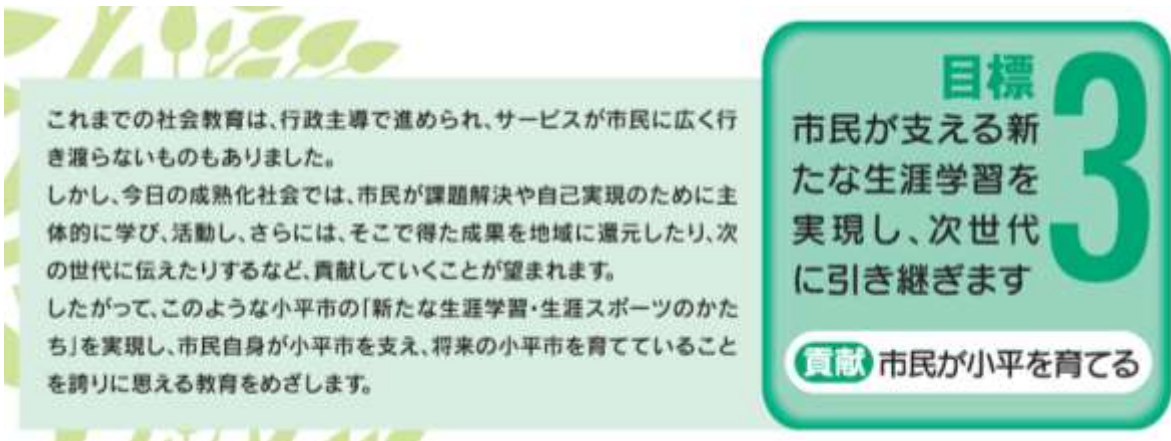 これまでの社会教育は、行政主導で進められ、サービスが市民に広く行
き渡らないものもありました。
しかし、今日の成熟化社会では、市民が課題解決や自己実現のために主
体的に学び、活動し、さらには、そこで得た成果を地域に還元したり、次
の世代に伝えたりするなど、貢献していくことが望まれます。
したがって、このような小平市の「新たな生涯学習・生涯スポーツのかた
ち」を実現し、市民自身が小平市を支え、将来の小平市を育てていること
を誇りに思える教育をめざします。
目標
3
市民が支える新
たな生涯学習を
実現し、次世代
に引き継ぎます
貢献 市民が小平を育てる